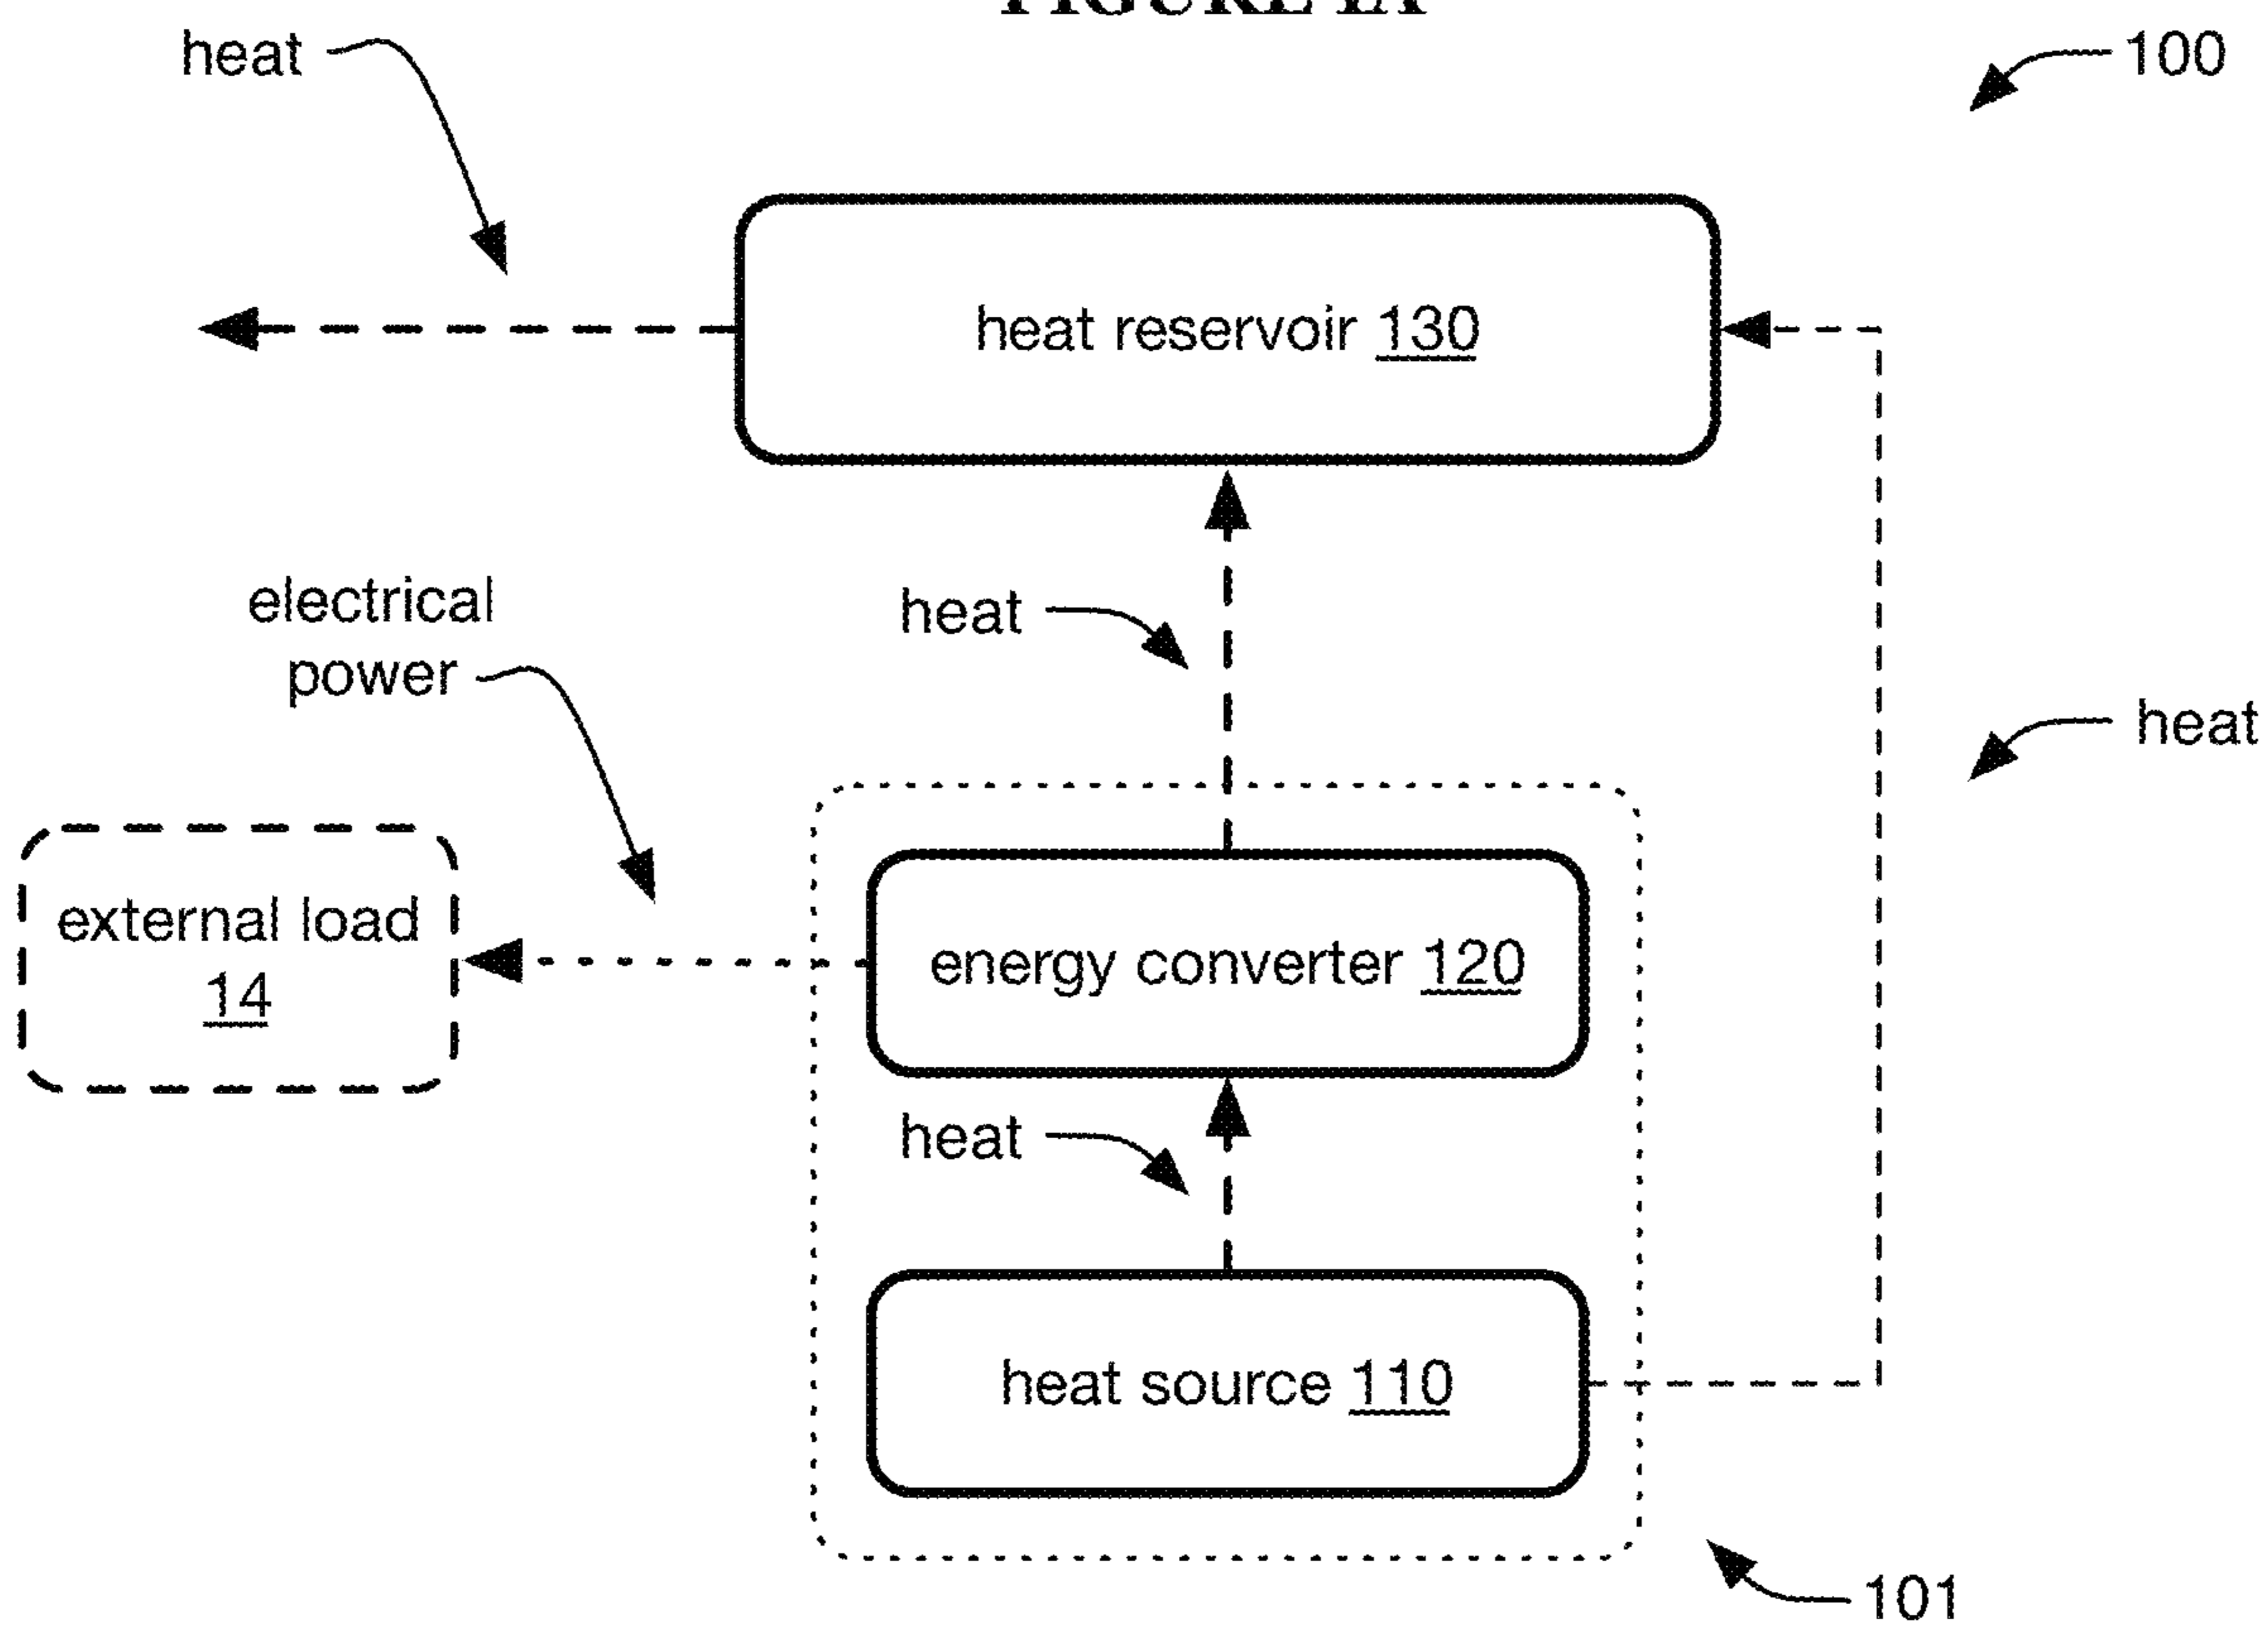 heat
100
heat reservoir 130
electrical
power
heat
heat
external load
14
energy converter 120
heat
heat source 110
101